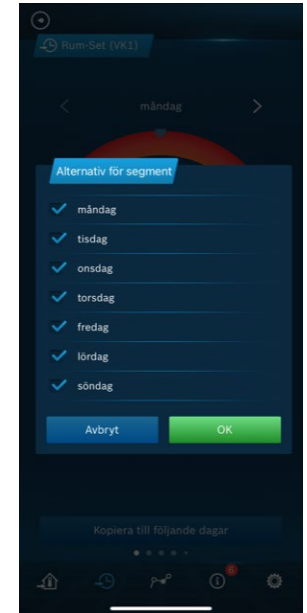 Rum-Set (VK1)
måndag
Alternativ för segment
måndag
tisdag
onsdag
torsdag
fredag
lördag
söndag
Avbryt
OK
Kopiera till följande dagar
6